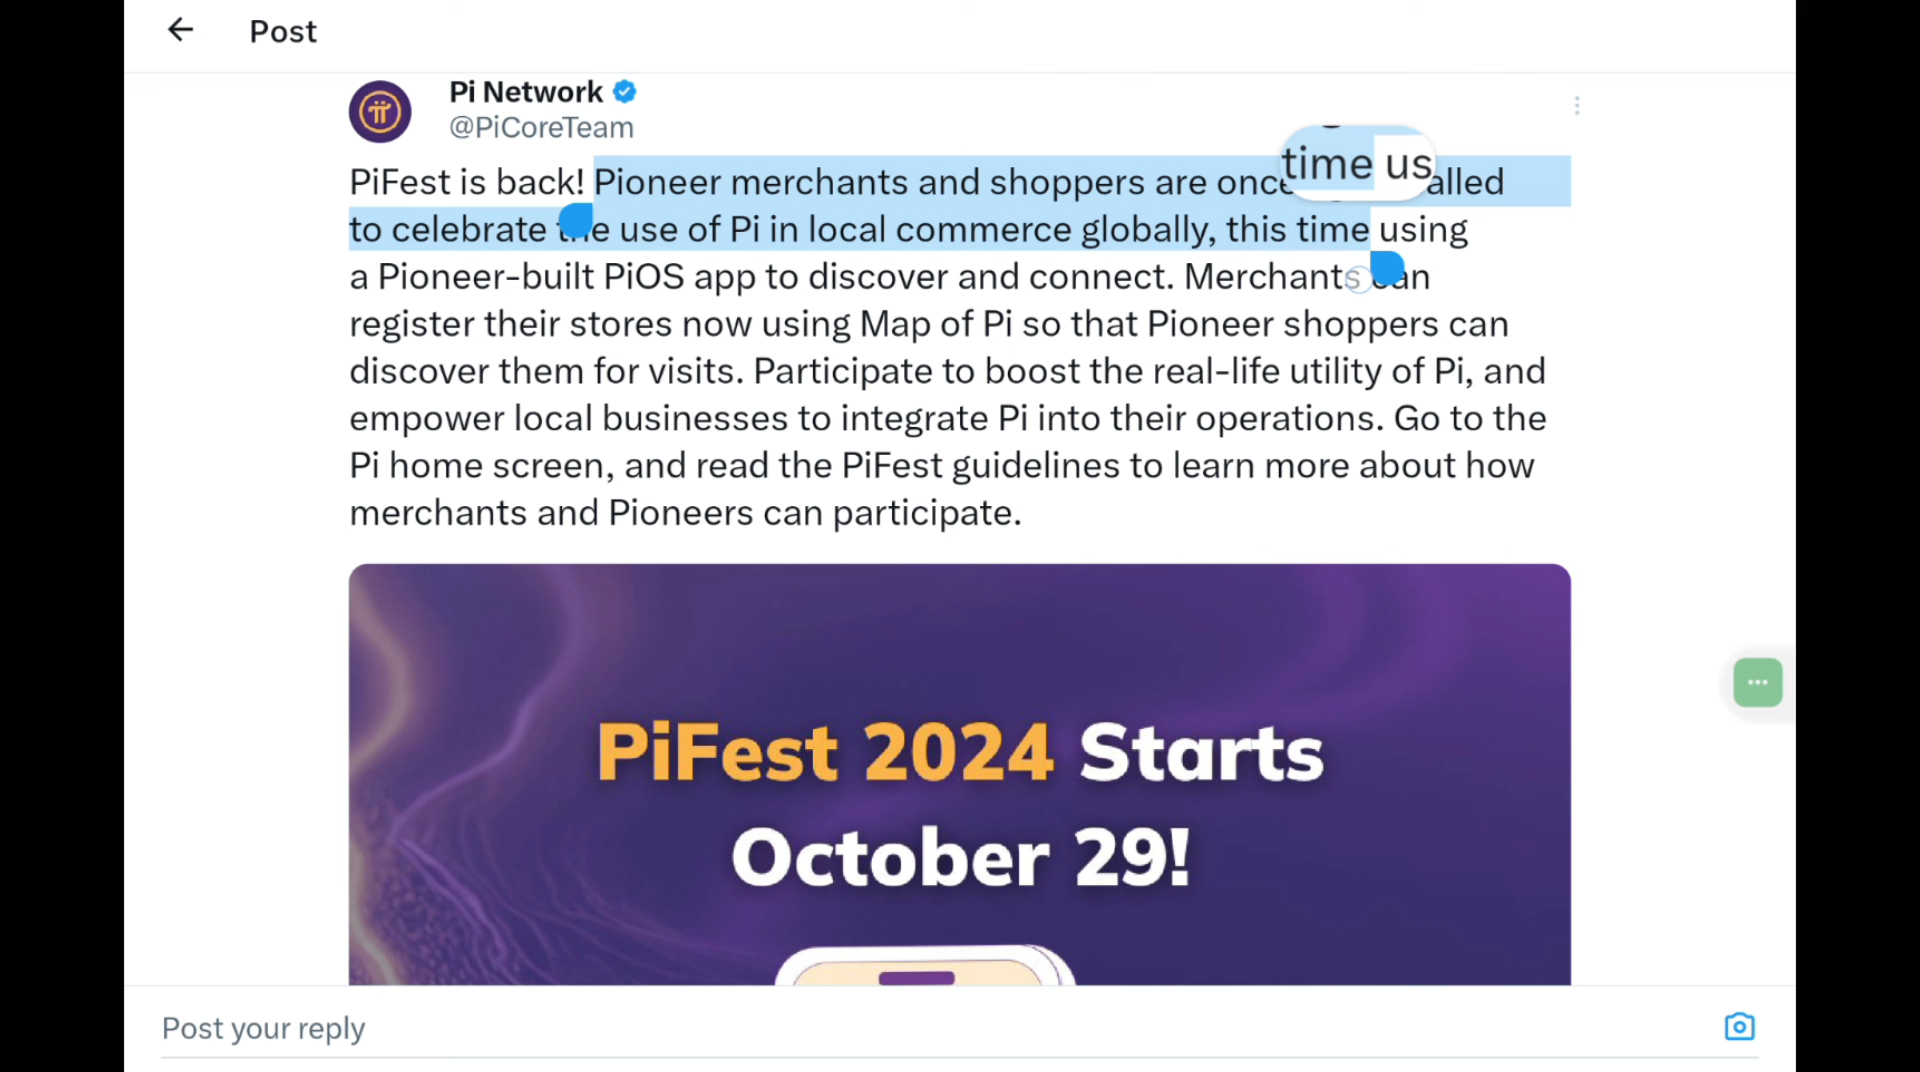 Post
Pi Network
@PiCoreTeam
time us
PiFest is back! Pioneer merchants and shoppers are once alled
to celebrate the use of Pi in local commerce globally, this time using
a Pioneer-built PiOS app to discover and connect. Merchants can
register their stores now using Map of Pi so that Pioneer shoppers can
discover them for visits. Participate to boost the real-life utility of Pi, and
empower local businesses to integrate Pi into their operations. Go to the
Pi home screen, and read the PiFest guidelines to learn more about how
merchants and Pioneers can participate.
PiFest 2024 Starts
October 29!
Post your reply